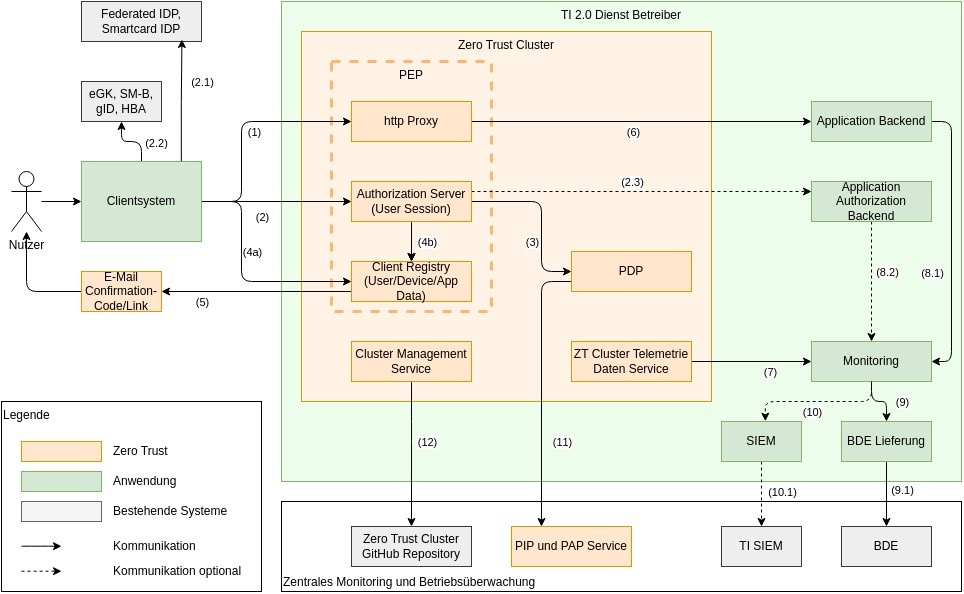 Federated IDP,
Smartcard IDP
TI 2.0 Dienst Betreiber
Zero Trust Cluster
PEP
(2.1)
eGK, SM-B,
gID, HBA
(2.2)
http Proxy
(1)
(6)
Application Backend
Clientsystem
(2)
Authorization Server
(User Session)
(2.3)
Application
Authorization
Backend
Nutzer
(4a)
(4b)
(3)
Client Registry
(User/Device/App
Data)
PDP
(8.2)
(8.1)
E-Mail
Confirmation-
Code/Link
(5)
Cluster Management
Service
ZT Cluster Telemetrie
Daten Service
(7)
Monitoring
(10)
(9)
Legende
Zero Trust
Anwendung
Bestehende Systeme
Kommunikation
Kommunikation optional
(12)
(11)
SIEM
BDE Lieferung
(10.1)
(9.1)
Zero Trust Cluster
GitHub Repository
PIP und PAP Service
TI SIEM
BDE
Zentrales Monitoring und Betriebsüberwachung